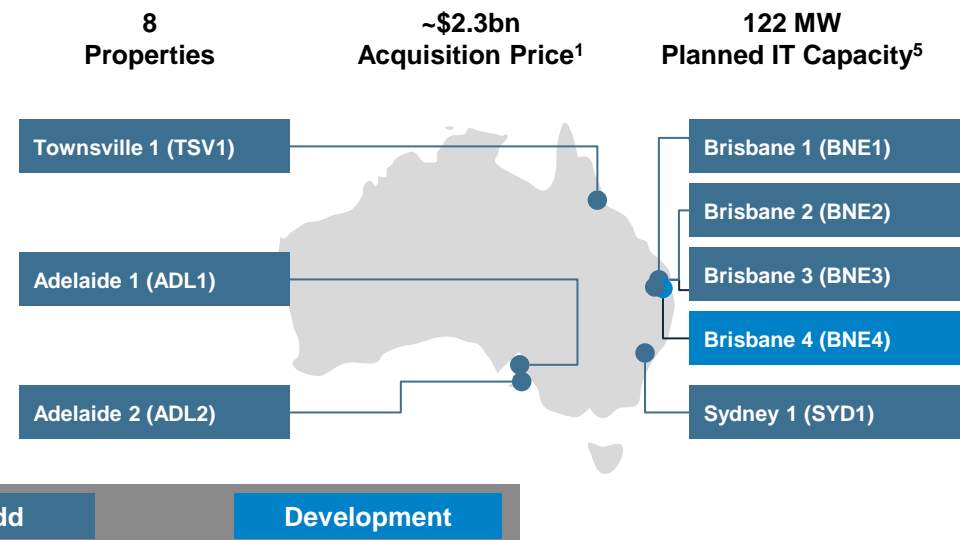 8
Properties
~$2.3bn
Acquisition Price1
122 MW
Planned IT Capacity5
Townsville 1 (TSV1)
Adelaide 1 (ADL1)
Adelaide 2 (ADL2)
Brisbane 1 (BNE1)
Brisbane 2 (BNE2)
Brisbane 3 (BNE3)
Brisbane 4 (BNE4)
Sydney 1 (SYD1)
Development